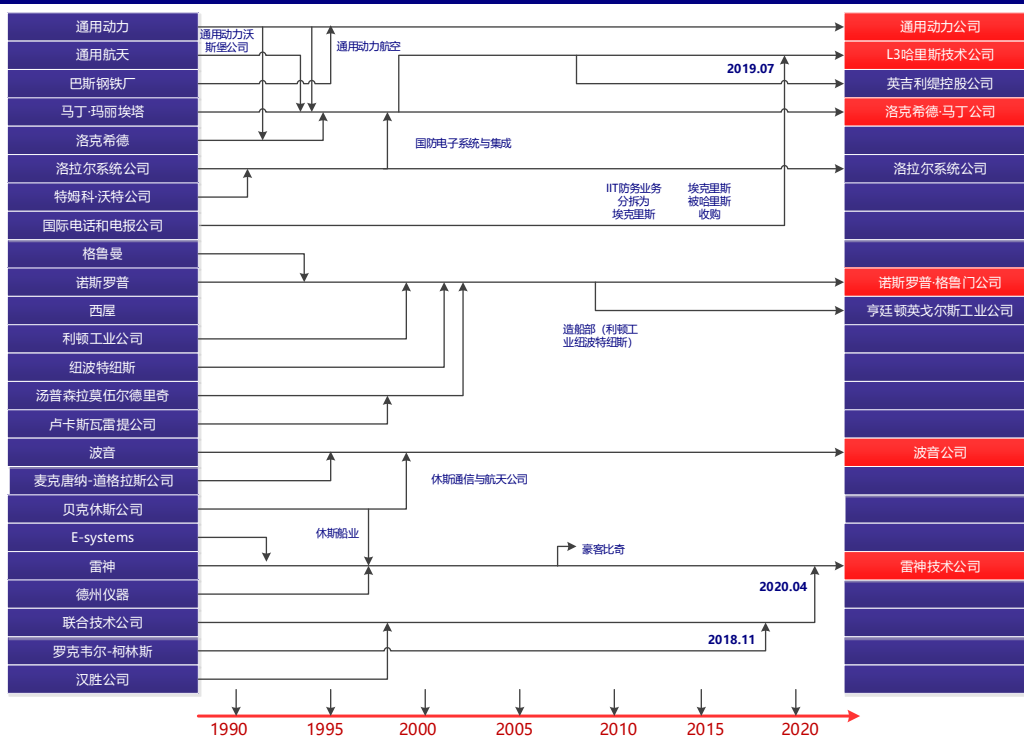 通用动力
通用航天
巴斯钢铁厂
马丁·玛丽埃塔
洛克希德
洛拉尔系统公司
特姆科·沃特公司
国际电话和电报公司
格鲁曼
诺斯罗普
西屋
利顿工业公司
纽波特纽斯
汤普森拉莫伍尔德里奇
卢卡斯瓦雷提公司
波音
麦克唐纳-道格拉斯公司
贝克休斯公司
E-systems
雷神
德州仪器
联合技术公司
罗克韦尔-柯林斯
汉胜公司
通用动力沃
斯堡公司
通用动力航空
2019.07
国防电子系统与集成
IIT防务业务
分拆为
埃克里斯
埃克里斯
被哈里斯
收购
造船部（利顿工
业纽波特纽斯）
休斯通信与航天公司
休斯船业
豪客比奇
2020.04
2018.11
通用动力公司
L3哈里斯技术公司
英吉利缇控股公司
洛克希德·马丁公司
洛拉尔系统公司
诺斯罗普·格鲁门公司
亨廷顿英戈尔斯工业公司
波音公司
雷神技术公司
1990
1995
2000
2005
2010
2015
2020